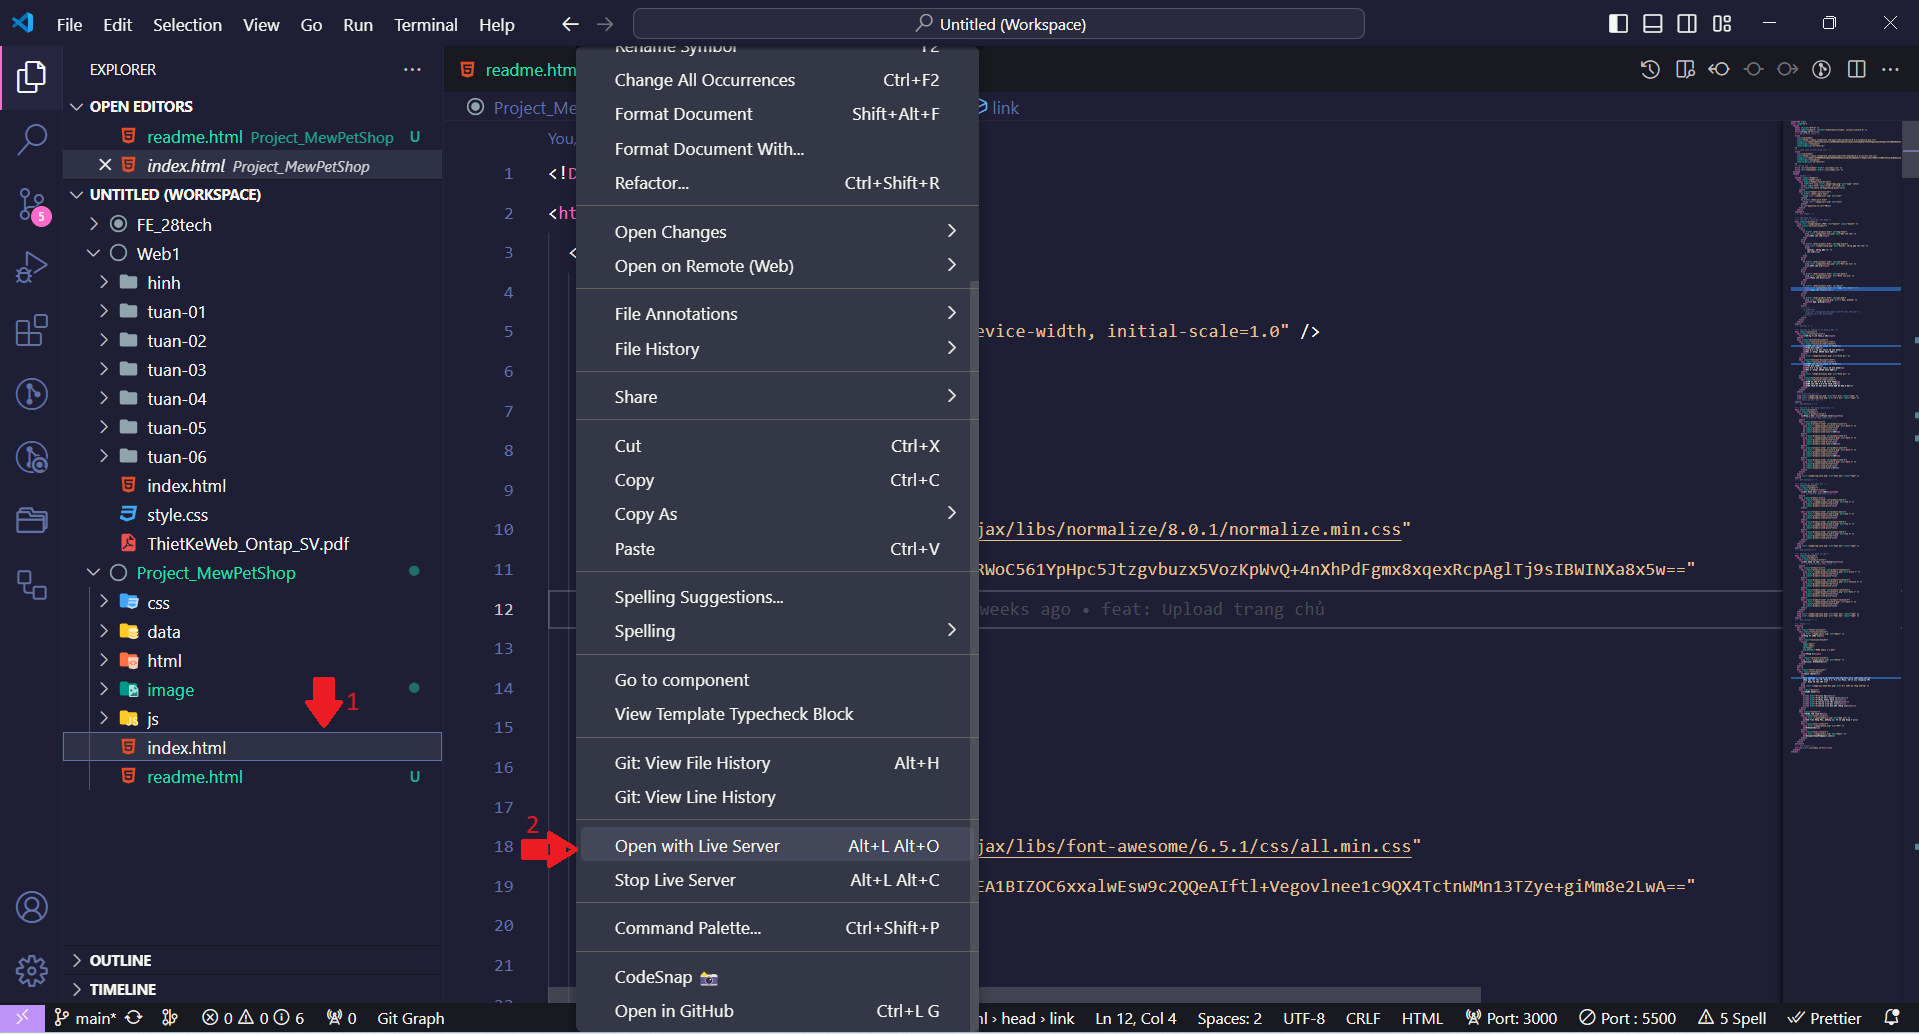 File Edit Selection View Go Run Terminal Help
Untitled (Workspace)
EXPLORER
OPEN EDITORS
readme.html Project_MewPetShop U
index.html Project_MewPetShop
UNTITLED (WORKSPACE)
FE_28tech
Web1
hinh
tuan-01
tuan-02
tuan-03
tuan-04
tuan-05
tuan-06
index.html
style.css
ThietKeWeb_Ontap_SV.pdf
Project_MewPetShop
css
data
html
image
js
1
index.html
readme.html U
OUTLINE
TIMELINE
5
readme.htm
Project_Me
link
You,
1 <!D
2 <ht
3 <
4
5 evice-width, initial-scale=1.0" />
6
7
8
9
10 jax/libs/normalize/8.0.1/normalize.min.css"
11 RWoC561YpHpc5Jtzgvbuzx5VozKpWvQ+4nXhPdFgmx8xqexRcpAglTj9sIBWINXa8x5w=="
12 weeks ago • feat: Upload trang chủ
13
14
15
16
17
18 jax/libs/font-awesome/6.5.1/css/all.min.css"
19 EA1BIZOC6xxalwEsw9c2QQeAIftl+Vegovlnee1c9QX4TctnWMn13TZye+giMm8e2LwA=="
20
21
Rename Symbol F2
Change All Occurrences Ctrl+F2
Format Document Shift+Alt+F
Format Document With...
Refactor... Ctrl+Shift+R
Open Changes
Open on Remote (Web)
File Annotations
File History
Share
Cut Ctrl+X
Copy Ctrl+C
Copy As
Paste Ctrl+V
Spelling Suggestions...
Spelling
Go to component
View Template Typecheck Block
Git: View File History Alt+H
Git: View Line History
2
Open with Live Server Alt+L Alt+O
Stop Live Server Alt+L Alt+C
Command Palette... Ctrl+Shift+P
CodeSnap 📸
Open in GitHub Ctrl+L G
main* 0 0 6 0 Git Graph
nl › head › link Ln 12, Col 4 Spaces: 2 UTF-8 CRLF HTML Port: 3000 Port : 5500 5 Spell Prettier